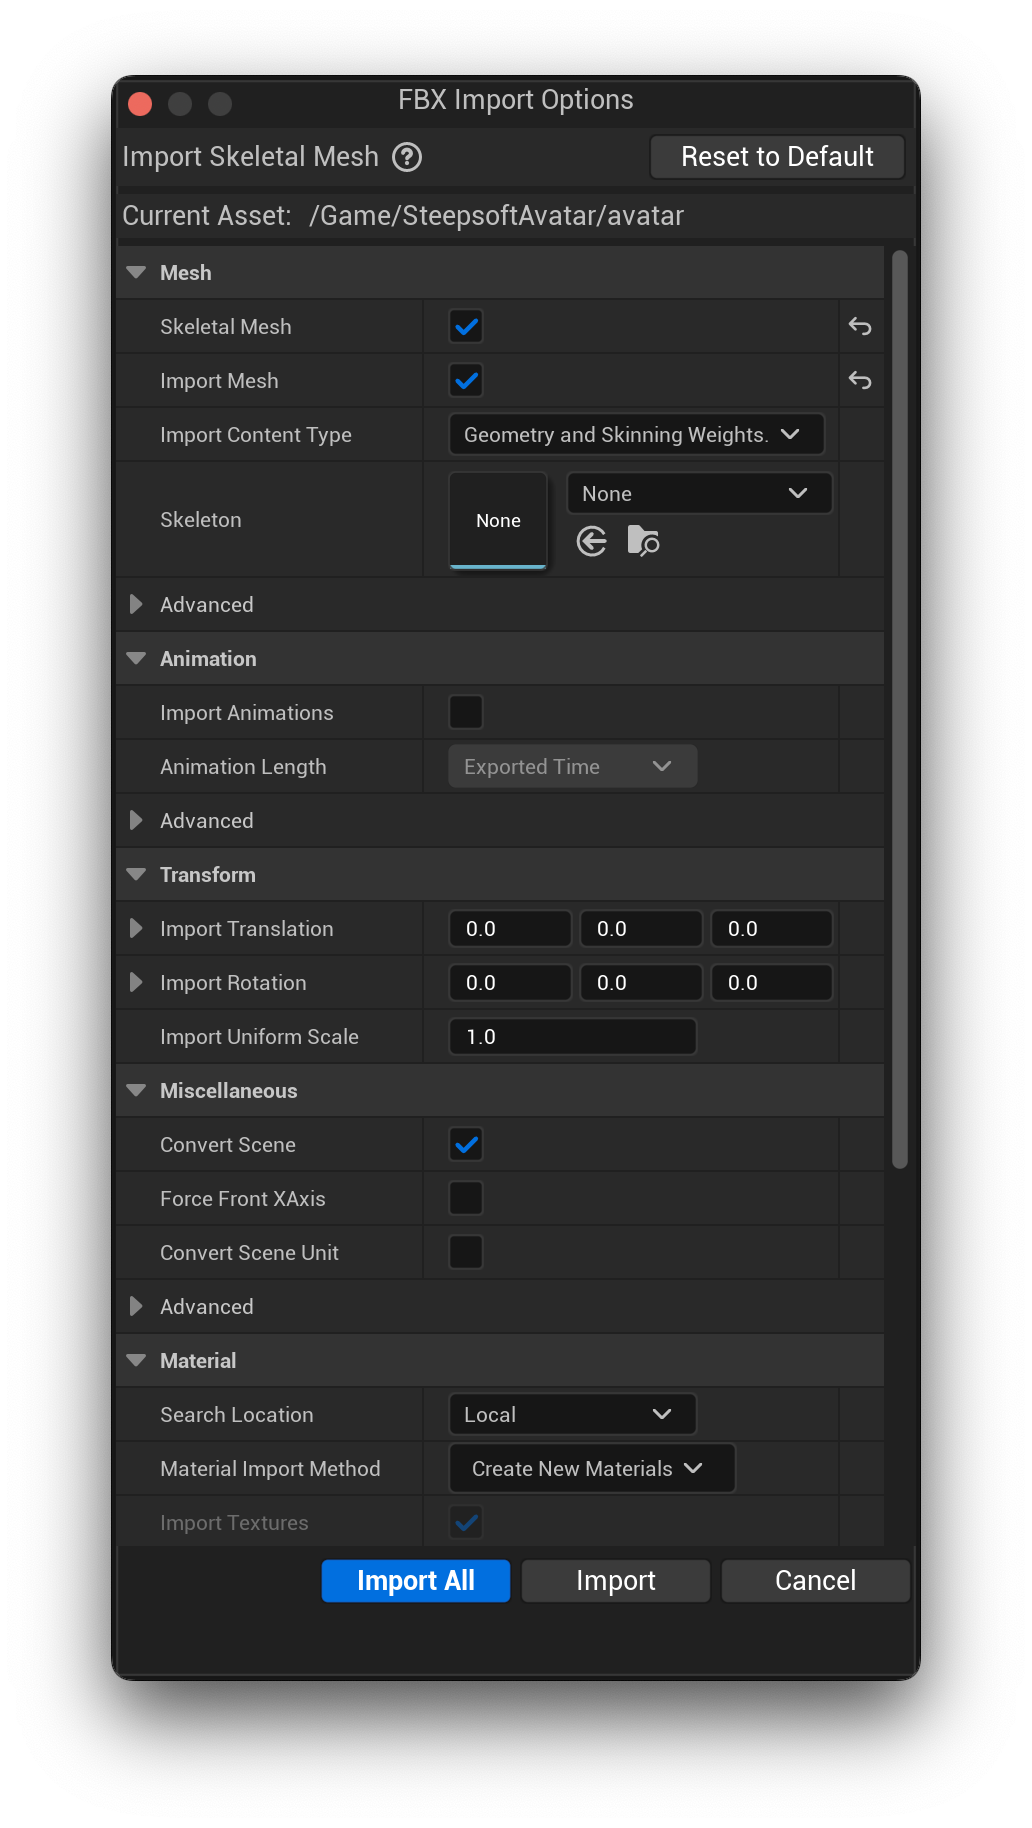 FBX Import Options
Import Skeletal Mesh ?
Reset to Default
Current Asset: /Game/SteepsoftAvatar/avatar
Mesh
Skeletal Mesh
Import Mesh
Import Content Type
Geometry and Skinning Weights.
Skeleton
None
None
Advanced
Animation
Import Animations
Animation Length
Exported Time
Advanced
Transform
Import Translation
0.0 0.0 0.0
Import Rotation
0.0 0.0 0.0
Import Uniform Scale
1.0
Miscellaneous
Convert Scene
Force Front XAxis
Convert Scene Unit
Advanced
Material
Search Location
Local
Material Import Method
Create New Materials
Import Textures
Import All
Import
Cancel